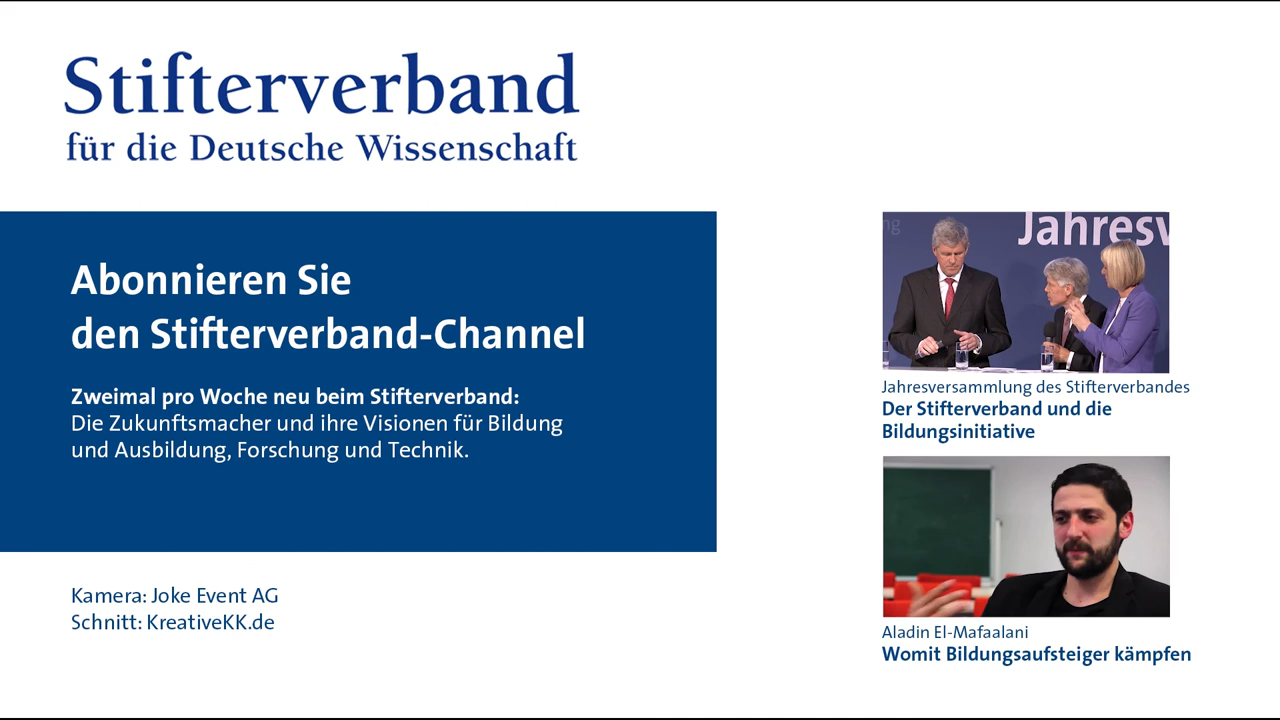 Stifterverband
für die Deutsche Wissenschaft
Abonnieren Sie
den Stifterverband-Channel
Zweimal pro Woche neu beim Stifterverband:
Die Zukunftsmacher und ihre Visionen für Bildung
und Ausbildung, Forschung und Technik.
Kamera: Joke Event AG
Schnitt: KreativeKK.de
ng
Jahresv
Jahresversammlung des Stifterverbandes
Der Stifterverband und die
Bildungsinitiative
Aladin El-Mafaalani
Womit Bildungsaufsteiger kämpfen